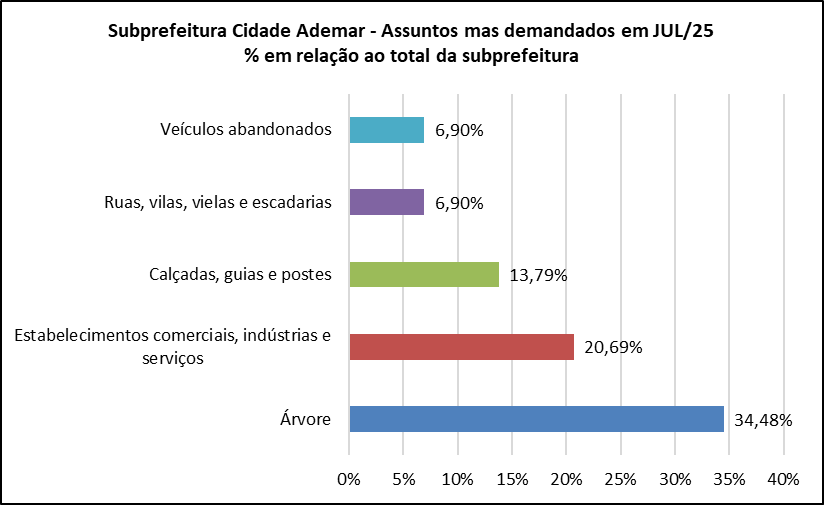 Subprefeitura Cidade Ademar - Assuntos mas demandados em JUL/25
% em relação ao total da subprefeitura
Veículos abandonados
6,90%
Ruas, vilas, vielas e escadarias
6,90%
Calçadas, guias e postes
13,79%
Estabelecimentos comerciais, indústrias e
serviços
20,69%
Árvore
34,48%
0% 5% 10% 15% 20% 25% 30% 35% 40%